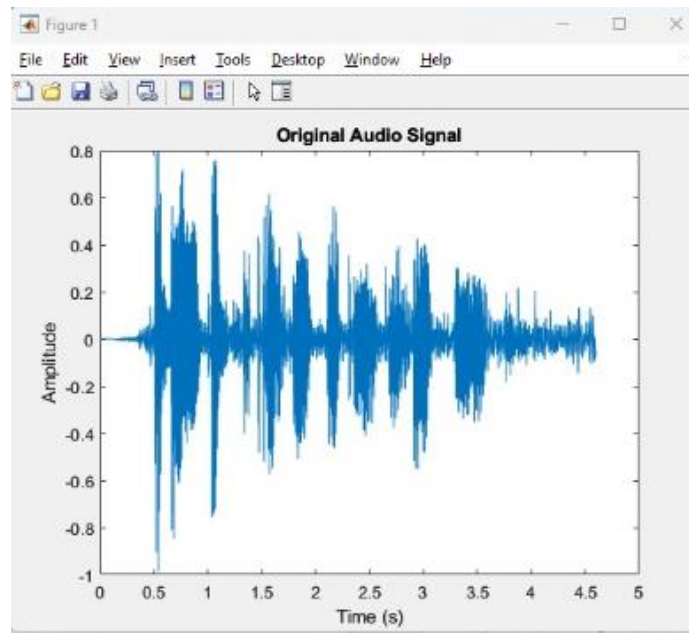 Figure 1
File Edit View Insert Tools Desktop Window Help
Original Audio Signal
0.8
0.6
0.4
0.2
0
-0.2
-0.4
-0.6
-0.8
-1
Amplitude
0 0.5 1 1.5 2 2.5 3 3.5 4 4.5 5
Time (s)